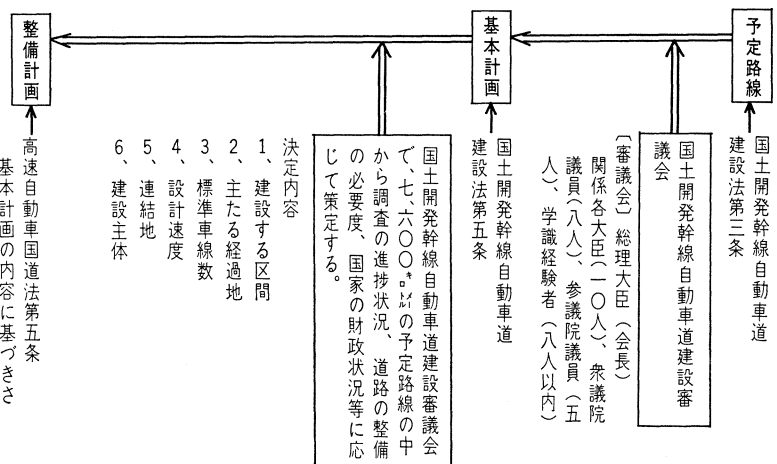 予定路線
国土開発幹線自動車道
建設法第三条
国土開発幹線自動車道建設審
議会
〔審議会〕総理大臣(会長)
関係各大臣(一〇人)、衆議院
議員(八人)、参議院議員(五
人)、学識経験者(八人以内)
基本計画
国土開発幹線自動車道
建設法第五条
国土開発幹線自動車道建設審議会
で、七、六〇〇キロメートルの予定路線の中
から調査の進捗状況、道路の整備
の必要度、国家の財政状況等に応
じて策定する。
決定内容
1、建設する区間
2、主たる経過地
3、標準車線数
4、設計速度
5、連結地
6、建設主体
整備計画
高速自動車国道法第五条
基本計画の内容に基づきさ